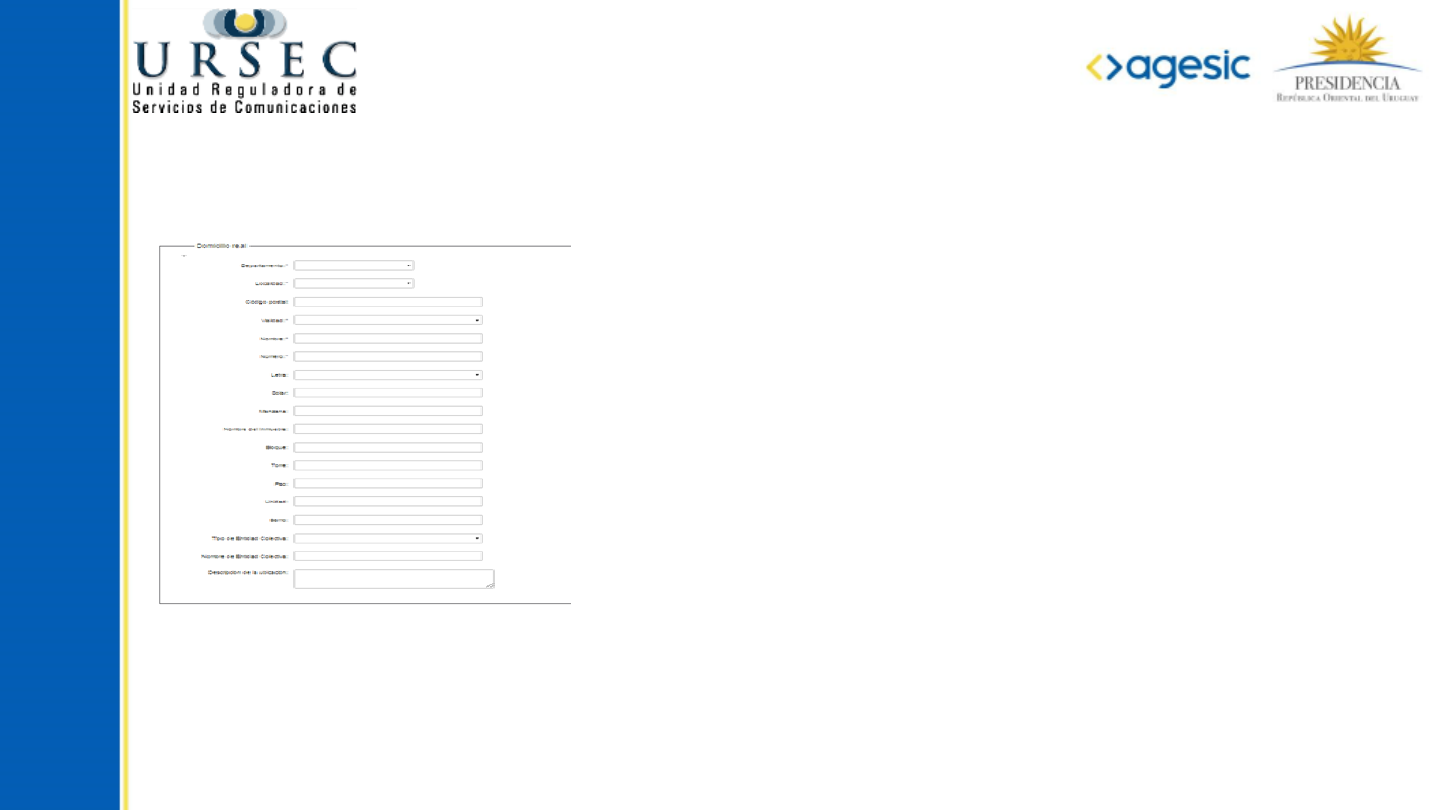 URSEC
Unidad Reguladora de
Servicios de Comunicaciones
<>agesic
PRESIDENCIA
REPÚBLICA ORIENTAL DEL URUGUAY
Domicilio real
Departamento:*
Localidad:*
Código postal:
Vialidad:*
Nombre:*
Número:*
Letra:
Solar:
Manzana:
Nombre del inmueble:
Bloque:
Torre:
Piso:
Unidad:
Barrio:
Tipo de Entidad Colectiva:
Nombre de Entidad Colectiva:
Descripción de la ubicación: